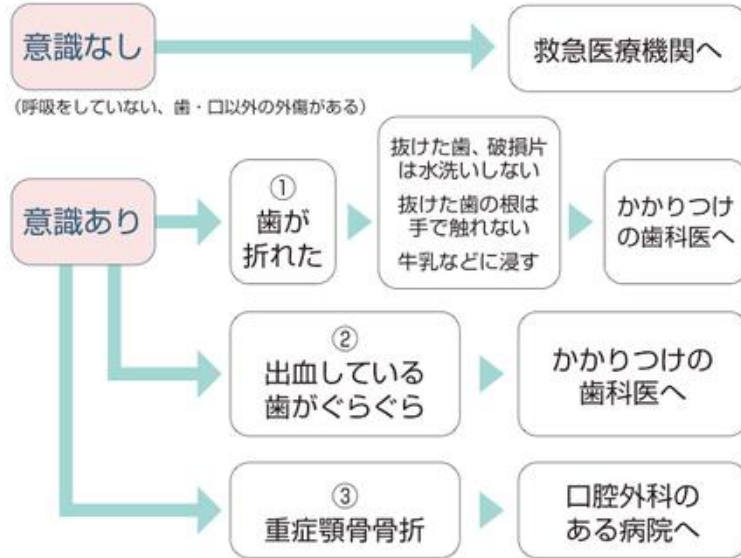 意識なし
救急医療機関へ
（呼吸をしていない、歯・口以外の外傷がある）
意識あり
①
歯が
折れた
抜けた歯、破損片
は水洗いしない
抜けた歯の根は
手で触れない
牛乳などに浸す
かかりつけ
の歯科医へ
②
出血している
歯がぐらぐら
かかりつけの
歯科医へ
③
重症顎骨骨折
口腔外科の
ある病院へ